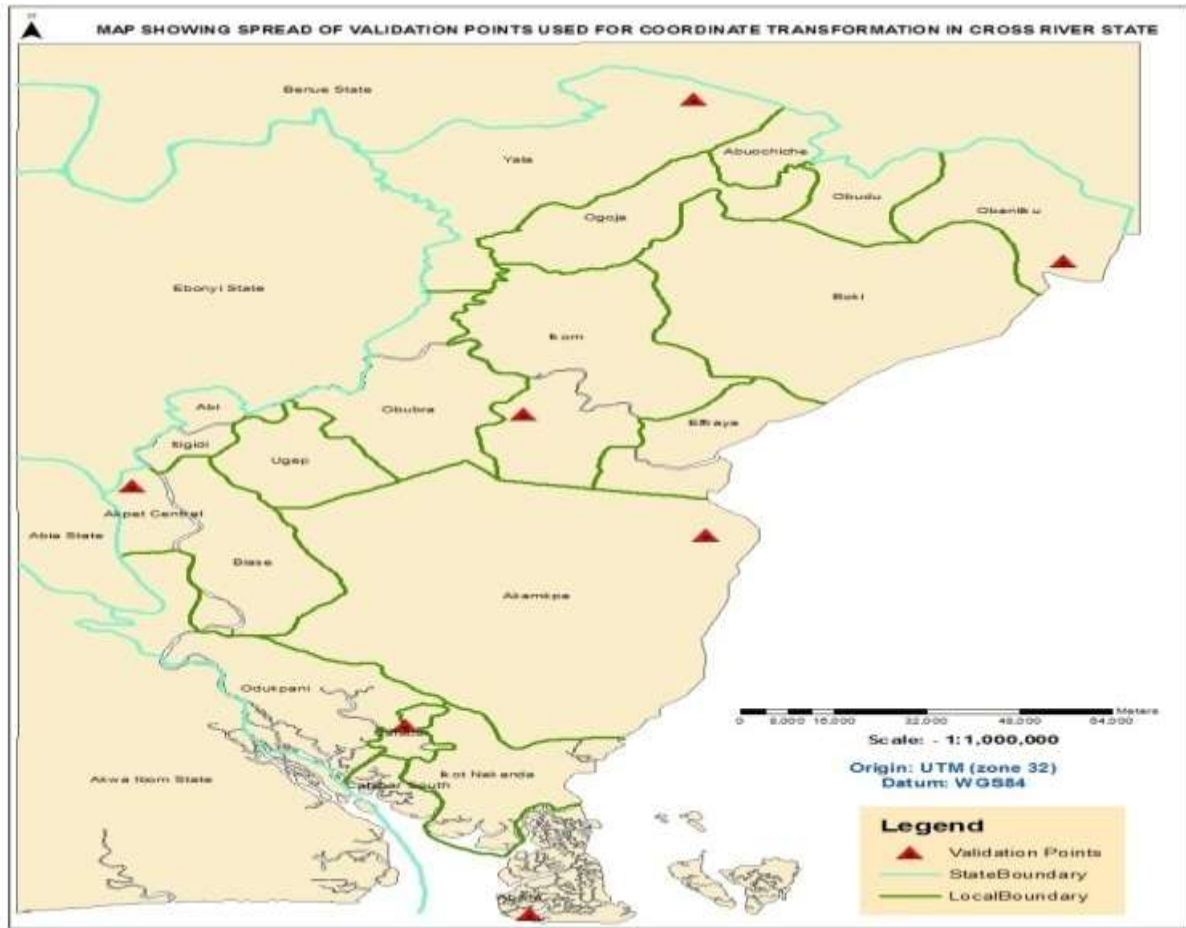 MAP SHOWING SPREAD OF VALIDATION POINTS USED FOR COORDINATE TRANSFORMATION IN CROSS RIVER STATE
Benue State
Yala
Abuochiche
Obudu
Obanliku
Ogoja
Ebonyi State
Boki
Ikom
Abi
Obubra
Effraya
Itigidi
Ugep
Akpet Central
Abia State
Biase
Akamkpa
Odukpani
Akwa Ibom State
Ikot Nakanda
Calabar South
Meters
0 8,000 16,000 32,000 48,000 64,000
Scale: - 1:1,000,000
Origin: UTM (zone 32)
Datum: WGS84
Legend
Validation Points
StateBoundary
LocalBoundary